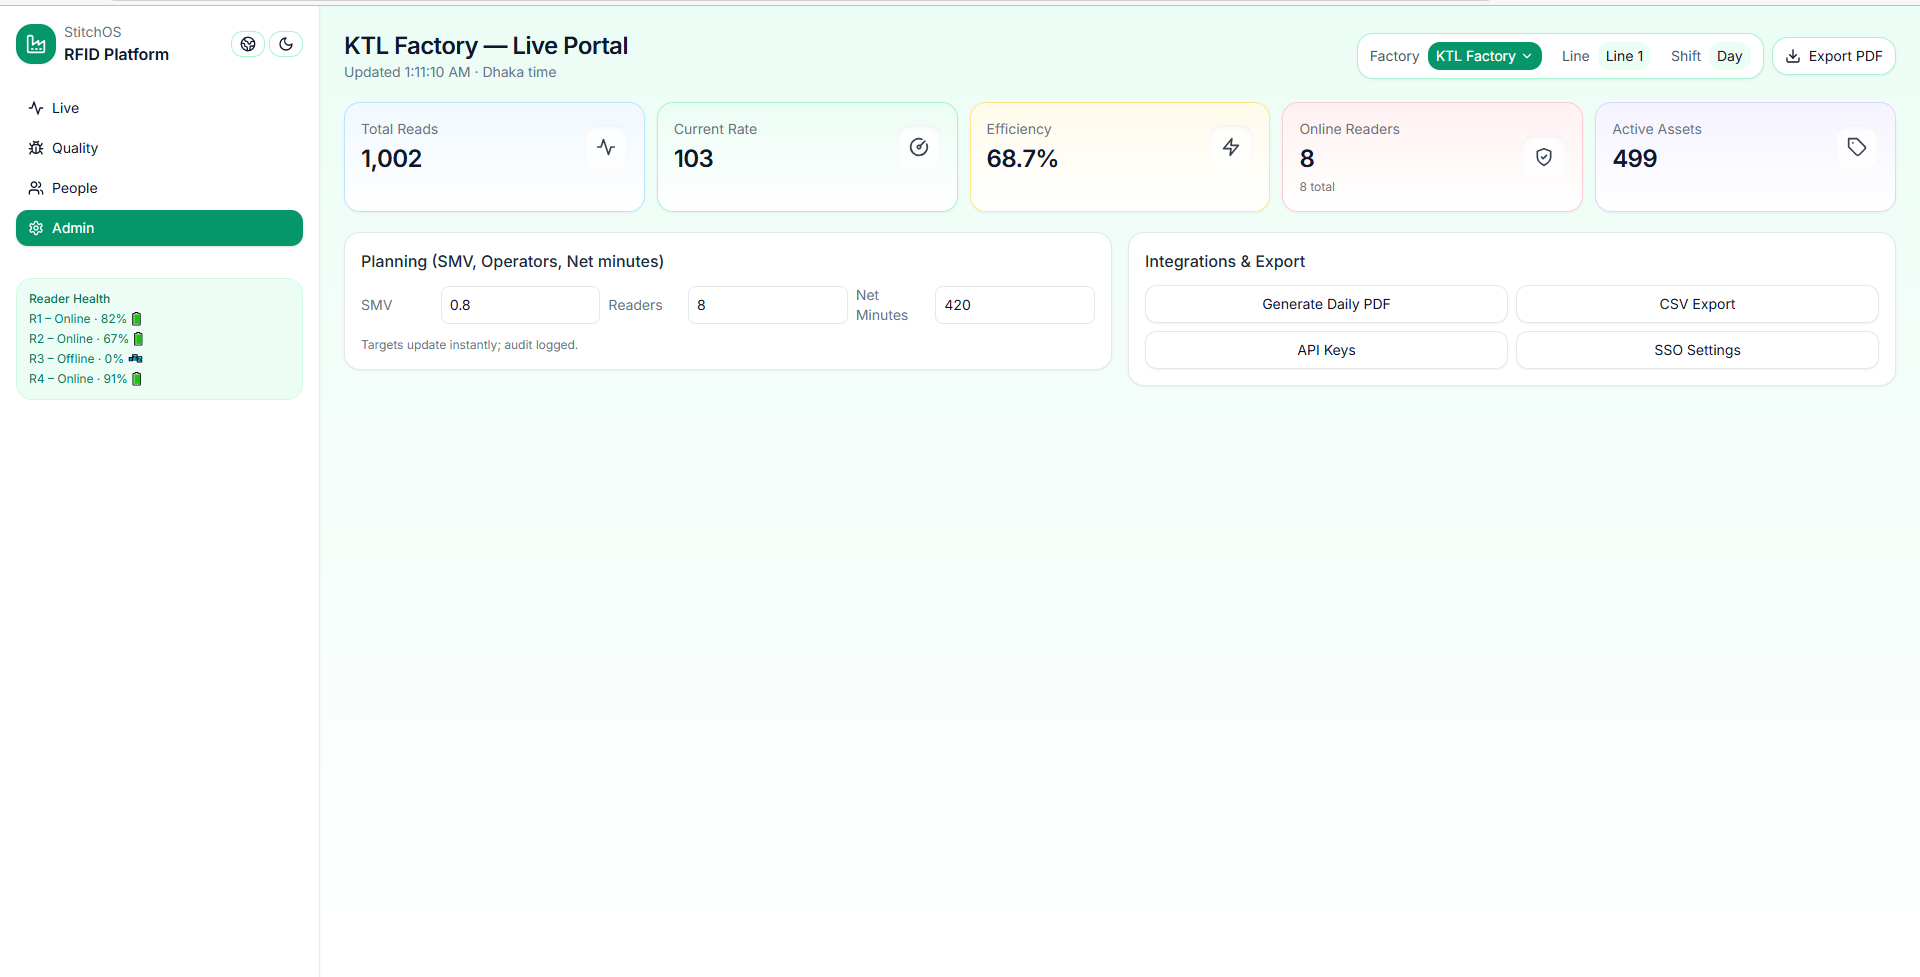 StitchOS
RFID Platform
Live
Quality
People
Admin
Reader Health
R1 – Online · 82%
R2 – Online · 67%
R3 – Offline · 0%
R4 – Online · 91%
KTL Factory — Live Portal
Updated 1:11:10 AM · Dhaka time
Factory KTL Factory Line Line 1 Shift Day
Export PDF
Total Reads
1,002
Current Rate
103
Efficiency
68.7%
Online Readers
8
8 total
Active Assets
499
Planning (SMV, Operators, Net minutes)
SMV 0.8 Readers 8 Net Minutes 420
Targets update instantly; audit logged.
Integrations & Export
Generate Daily PDF
CSV Export
API Keys
SSO Settings